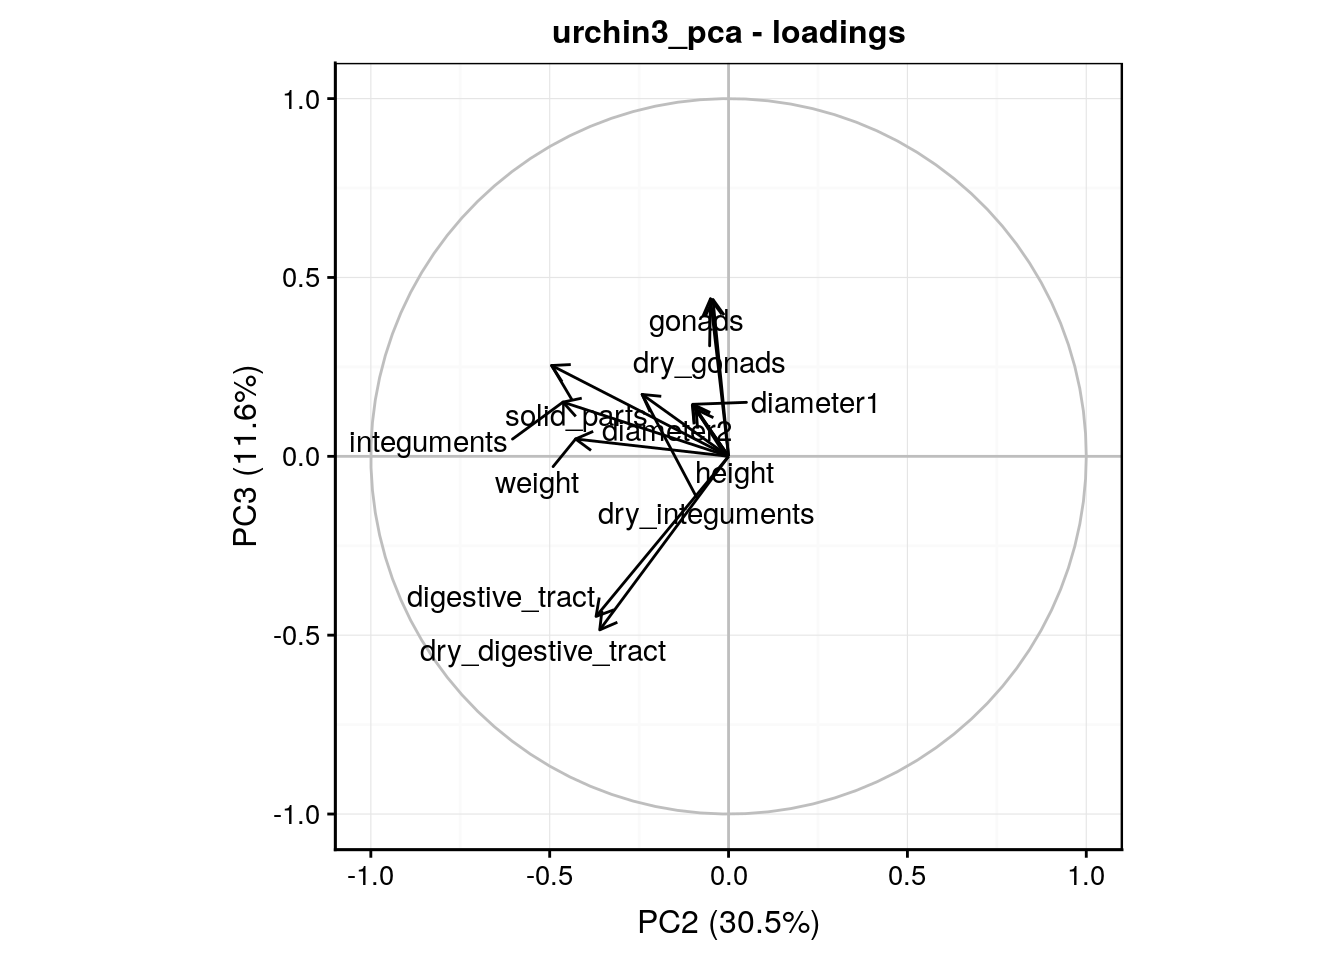 urchin3_pca - loadings
1.0
0.5
0.0
-0.5
-1.0
PC3 (11.6%)
gonads
dry_gonads
diameter1
solid_parts
diameter2
integuments
height
weight
dry_integuments
digestive_tract
dry_digestive_tract
-1.0
-0.5
0.0
0.5
1.0
PC2 (30.5%)